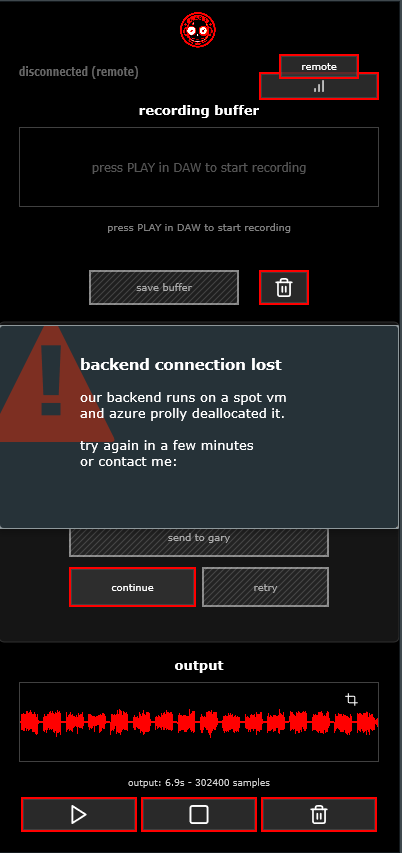 disconnected (remote)
remote
recording buffer
press PLAY in DAW to start recording
press PLAY in DAW to start recording
save buffer
backend connection lost
our backend runs on a spot vm
and azure prolly deallocated it.
try again in a few minutes
or contact me:
send to gary
continue
retry
output
output: 6.9s - 302400 samples